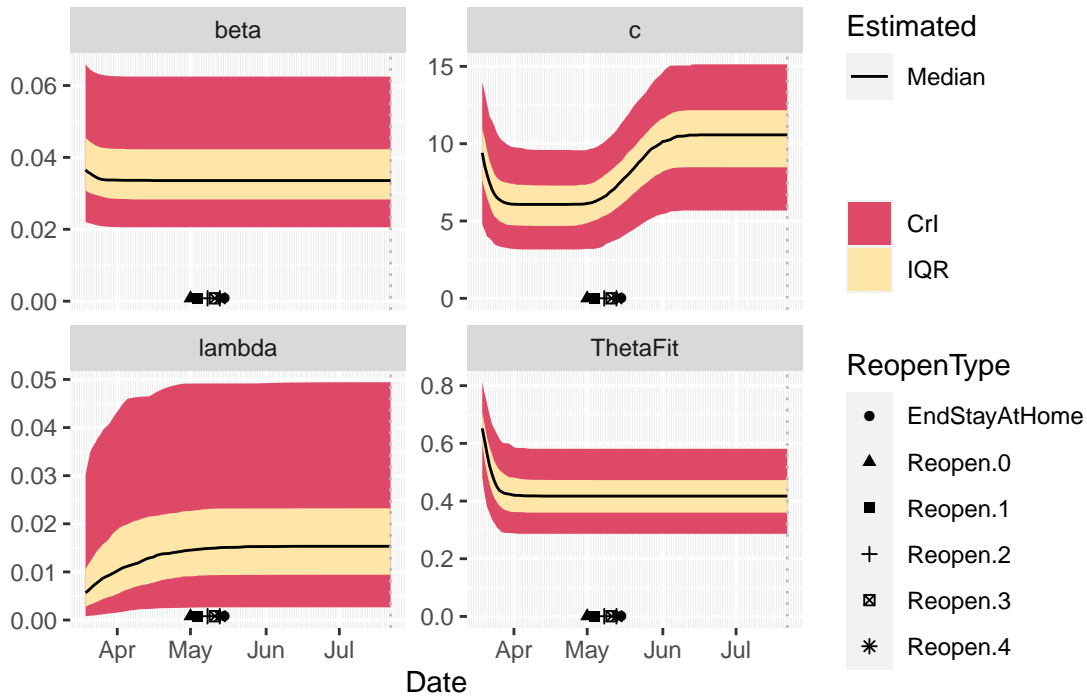 beta
c
0.06
0.04
0.02
0.00
15
10
5
0
lambda
ThetaFit
0.05
0.04
0.03
0.02
0.01
0.00
0.8
0.6
0.4
0.2
0.0
Apr May Jun Jul
Apr May Jun Jul
Date
Estimated
Median
CrI
IQR
ReopenType
EndStayAtHome
Reopen.0
Reopen.1
Reopen.2
Reopen.3
Reopen.4